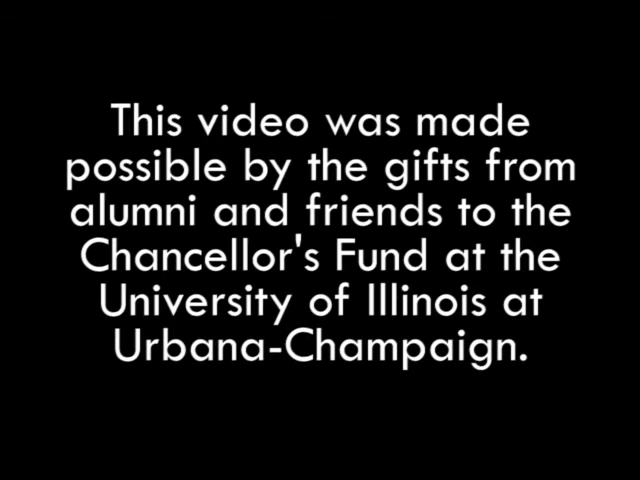 This video was made
possible by the gifts from
alumni and friends to the
Chancellor's Fund at the
University of Illinois at
Urbana-Champaign.